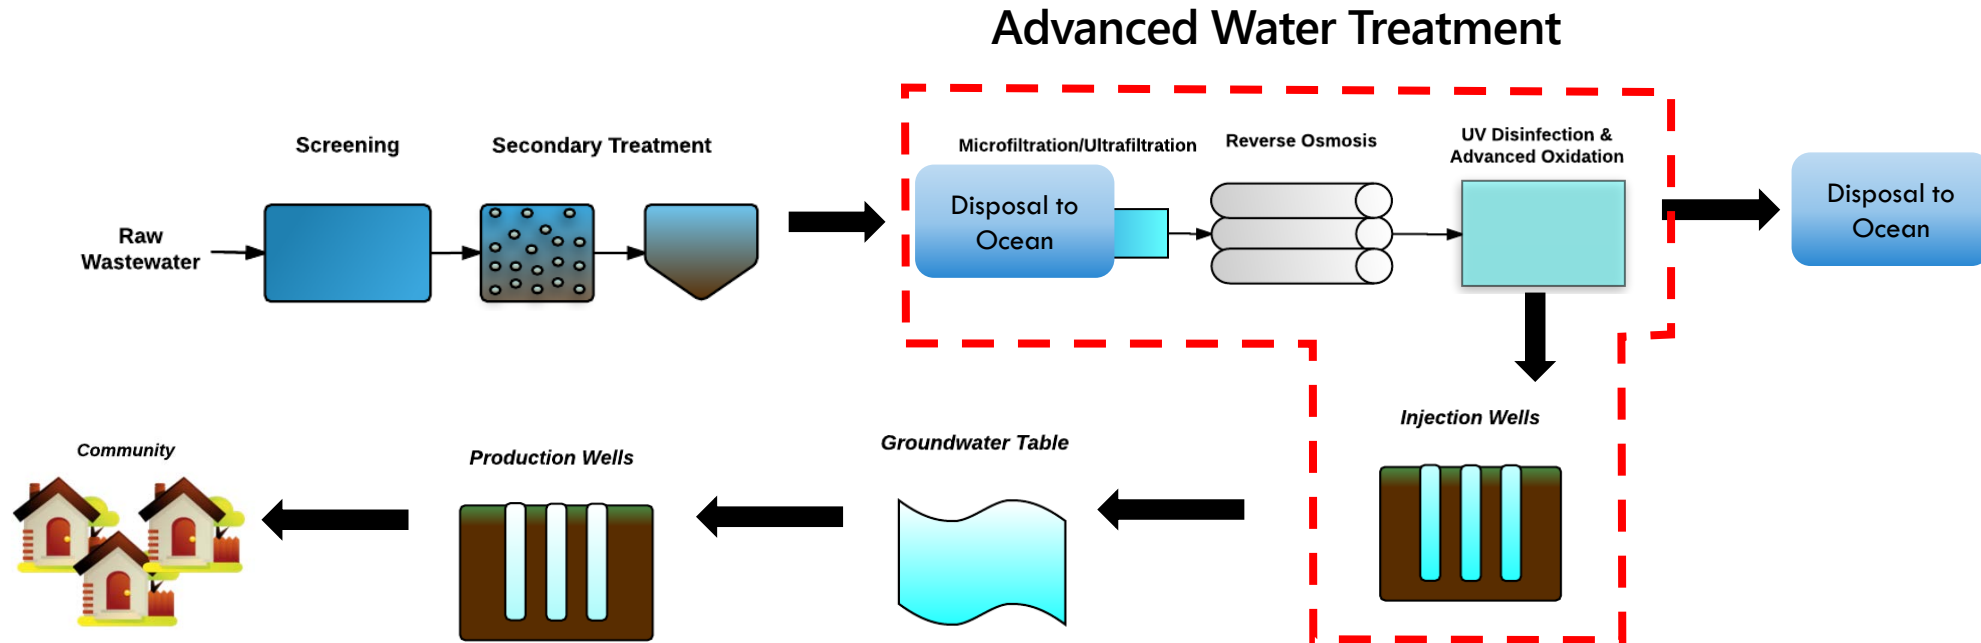 Advanced Water Treatment
Screening
Secondary Treatment
Microfiltration/Ultrafiltration
Reverse Osmosis
UV Disinfection &
Advanced Oxidation
Raw
Wastewater
Disposal to
Ocean
Disposal to
Ocean
Community
Production Wells
Groundwater Table
Injection Wells